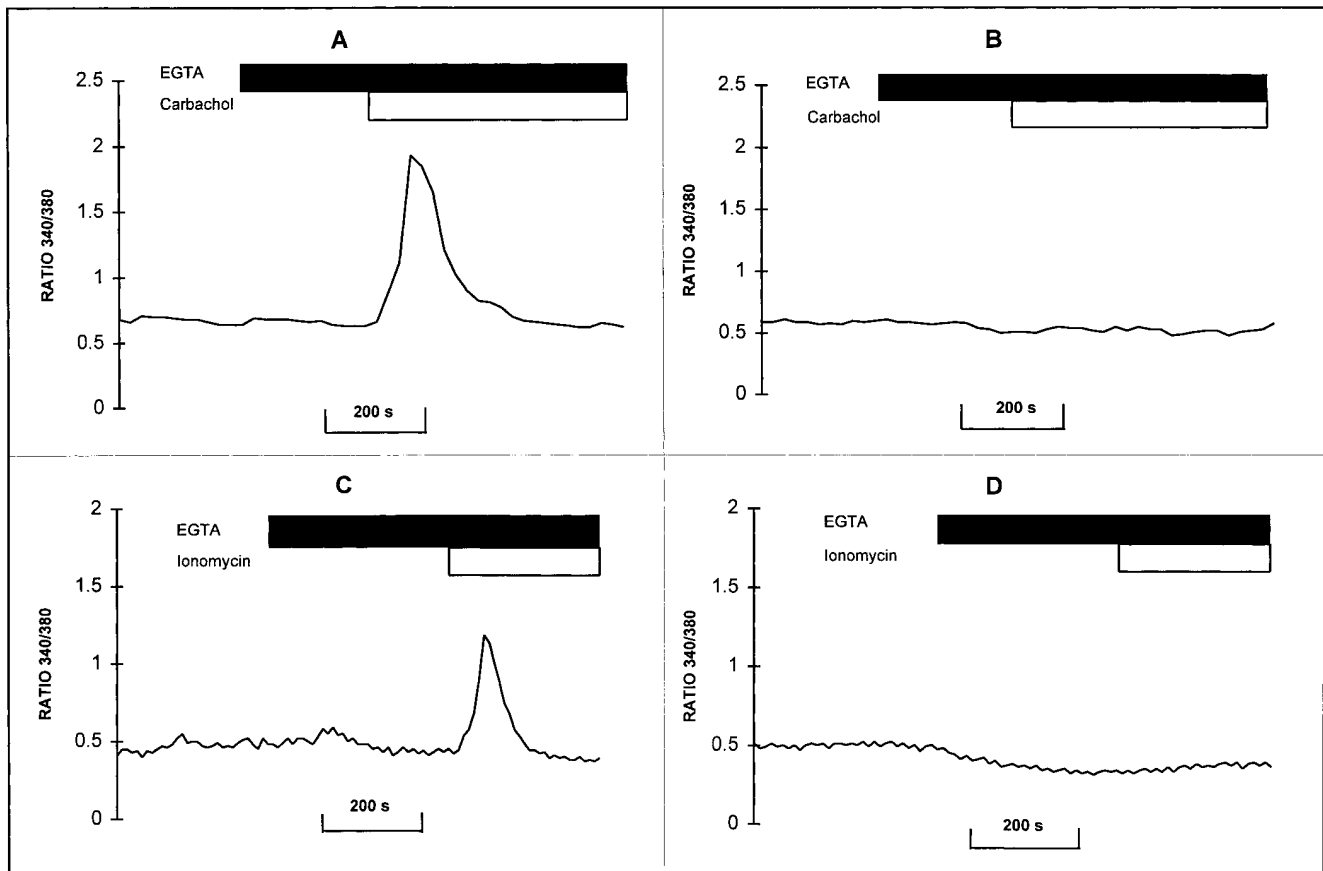 A
EGTA
Carbachol
2.5
2
1.5
1
0.5
0
RATIO 340/380
200 s
B
EGTA
Carbachol
2.5
2
1.5
1
0.5
0
RATIO 340/380
200 s
C
EGTA
Ionomycin
2
1.5
1
0.5
0
RATIO 340/380
200 s
D
EGTA
Ionomycin
2
1.5
1
0.5
0
RATIO 340/380
200 s